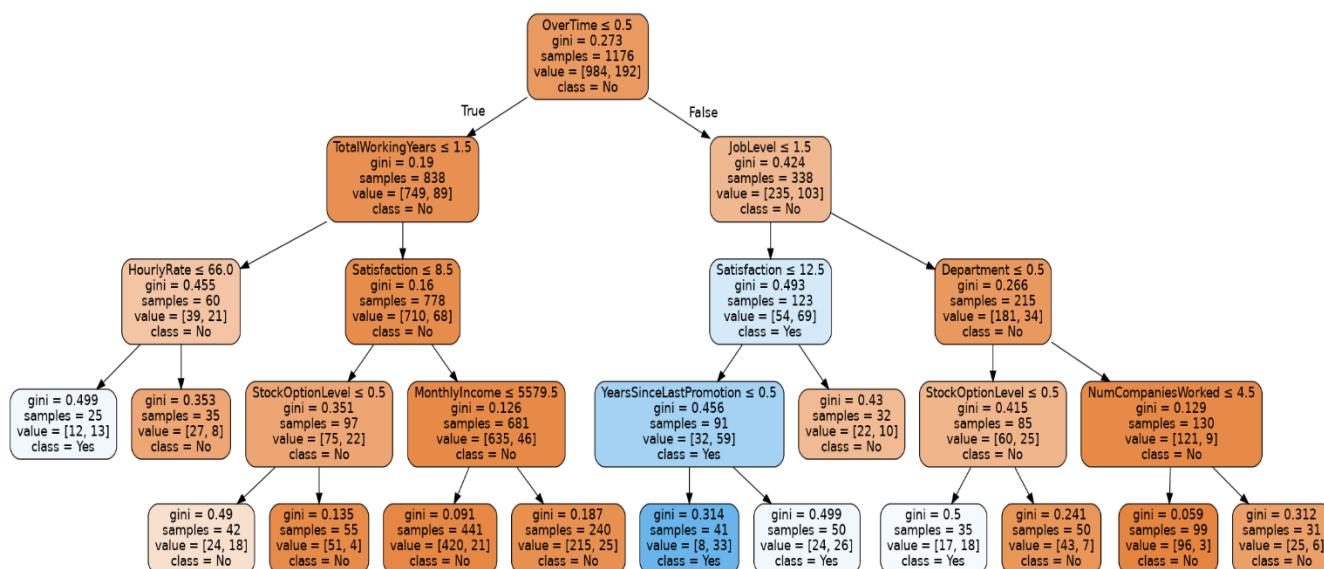 OverTime ≤ 0.5
gini = 0.273
samples = 1176
value = [984, 192]
class = No
True
False
TotalWorkingYears ≤ 1.5
gini = 0.19
samples = 838
value = [749, 89]
class = No
JobLevel ≤ 1.5
gini = 0.424
samples = 338
value = [235, 103]
class = No
HourlyRate ≤ 66.0
gini = 0.455
samples = 60
value = [39, 21]
class = No
Satisfaction ≤ 8.5
gini = 0.16
samples = 778
value = [710, 68]
class = No
Satisfaction ≤ 12.5
gini = 0.493
samples = 123
value = [54, 69]
class = Yes
Department ≤ 0.5
gini = 0.266
samples = 215
value = [181, 34]
class = No
gini = 0.499
samples = 25
value = [12, 13]
class = Yes
gini = 0.353
samples = 35
value = [27, 8]
class = No
StockOptionLevel ≤ 0.5
gini = 0.351
samples = 97
value = [75, 22]
class = No
MonthlyIncome ≤ 5579.5
gini = 0.126
samples = 681
value = [635, 46]
class = No
YearsSinceLastPromotion ≤ 0.5
gini = 0.456
samples = 91
value = [32, 59]
class = Yes
gini = 0.43
samples = 32
value = [22, 10]
class = No
StockOptionLevel ≤ 0.5
gini = 0.415
samples = 85
value = [60, 25]
class = No
NumCompaniesWorked ≤ 4.5
gini = 0.129
samples = 130
value = [121, 9]
class = No
gini = 0.49
samples = 42
value = [24, 18]
class = No
gini = 0.135
samples = 55
value = [51, 4]
class = No
gini = 0.091
samples = 441
value = [420, 21]
class = No
gini = 0.187
samples = 240
value = [215, 25]
class = No
gini = 0.314
samples = 41
value = [8, 33]
class = Yes
gini = 0.499
samples = 50
value = [24, 26]
class = Yes
gini = 0.5
samples = 35
value = [17, 18]
class = Yes
gini = 0.241
samples = 50
value = [43, 7]
class = No
gini = 0.059
samples = 99
value = [96, 3]
class = No
gini = 0.312
samples = 31
value = [25, 6]
class = No